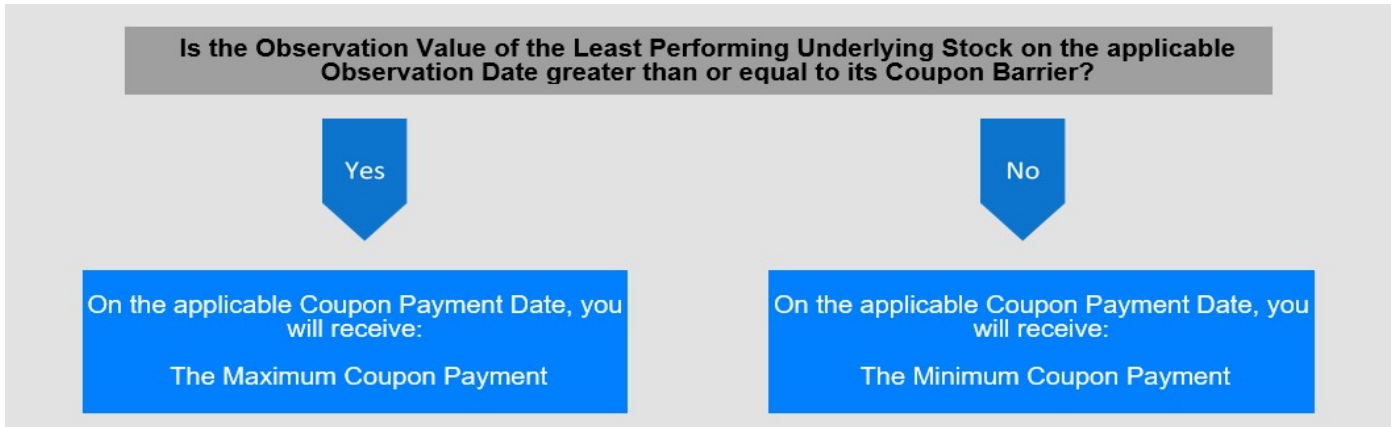 Is the Observation Value of the Least Performing Underlying Stock on the applicable
Observation Date greater than or equal to its Coupon Barrier?
Yes
No
On the applicable Coupon Payment Date, you
will receive:
The Maximum Coupon Payment
On the applicable Coupon Payment Date, you
will receive:
The Minimum Coupon Payment